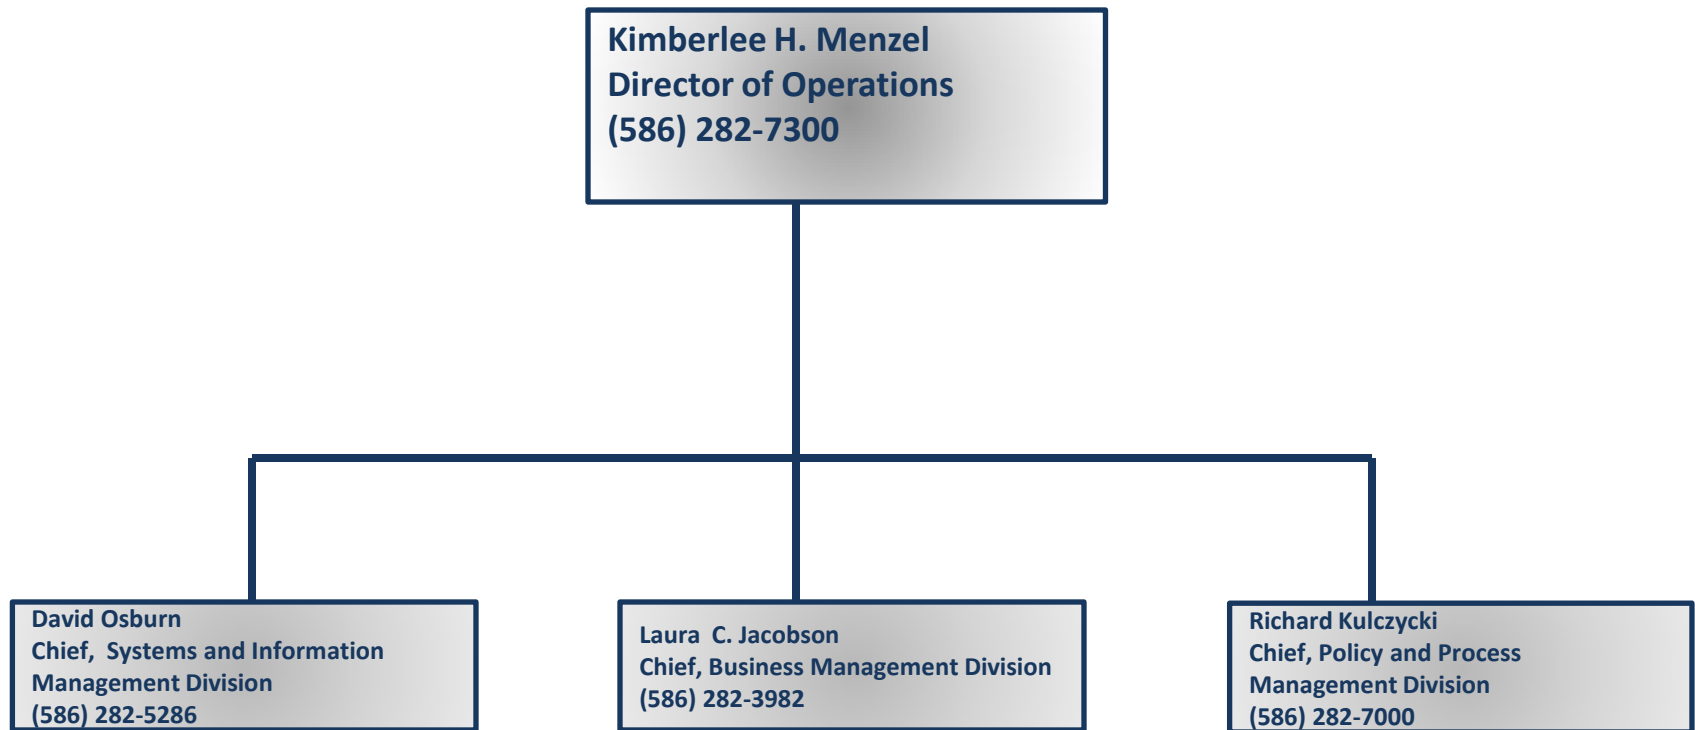 Kimberlee H. Menzel
Director of Operations
(586) 282-7300
David Osburn
Chief, Systems and Information
Management Division
(586) 282-5286
Laura C. Jacobson
Chief, Business Management Division
(586) 282-3982
Richard Kulczycki
Chief, Policy and Process
Management Division
(586) 282-7000